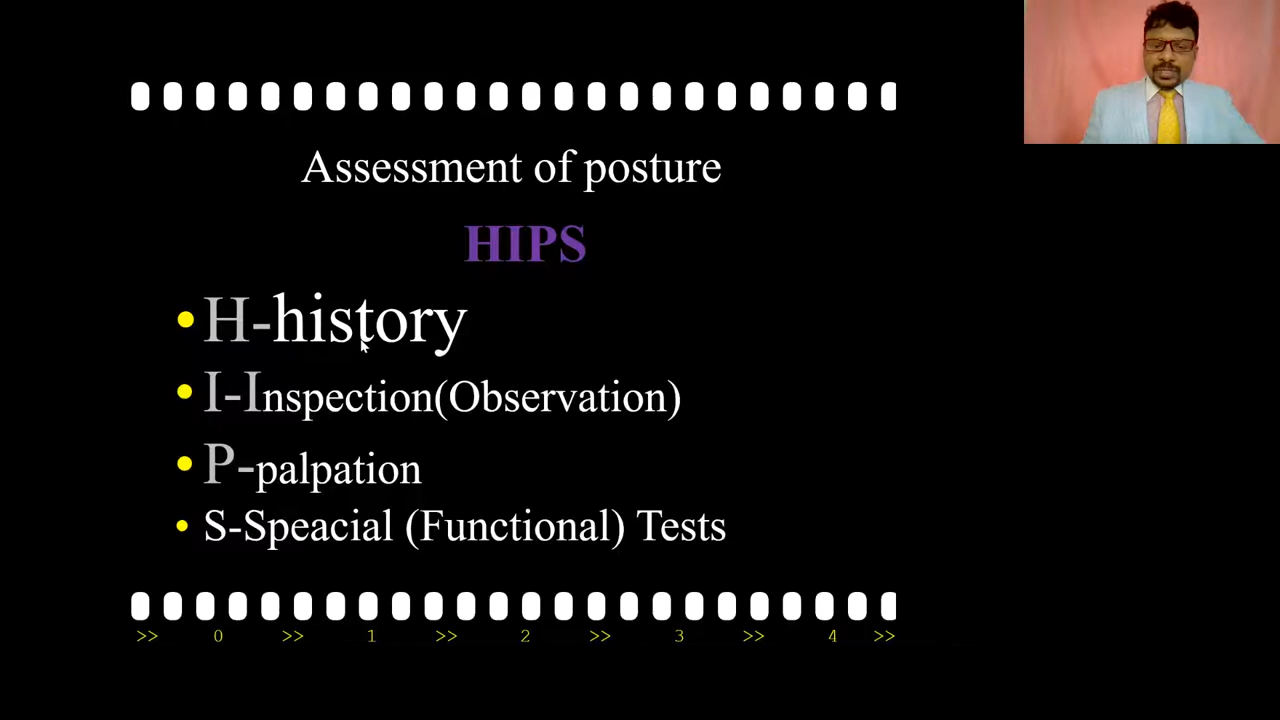 Assessment of posture
HIPS
•H-history
•I-Inspection(Observation)
•P-palpation
•S-Speacial (Functional) Tests
>> 0 >> 1 >> 2 >> 3 >> 4 >>